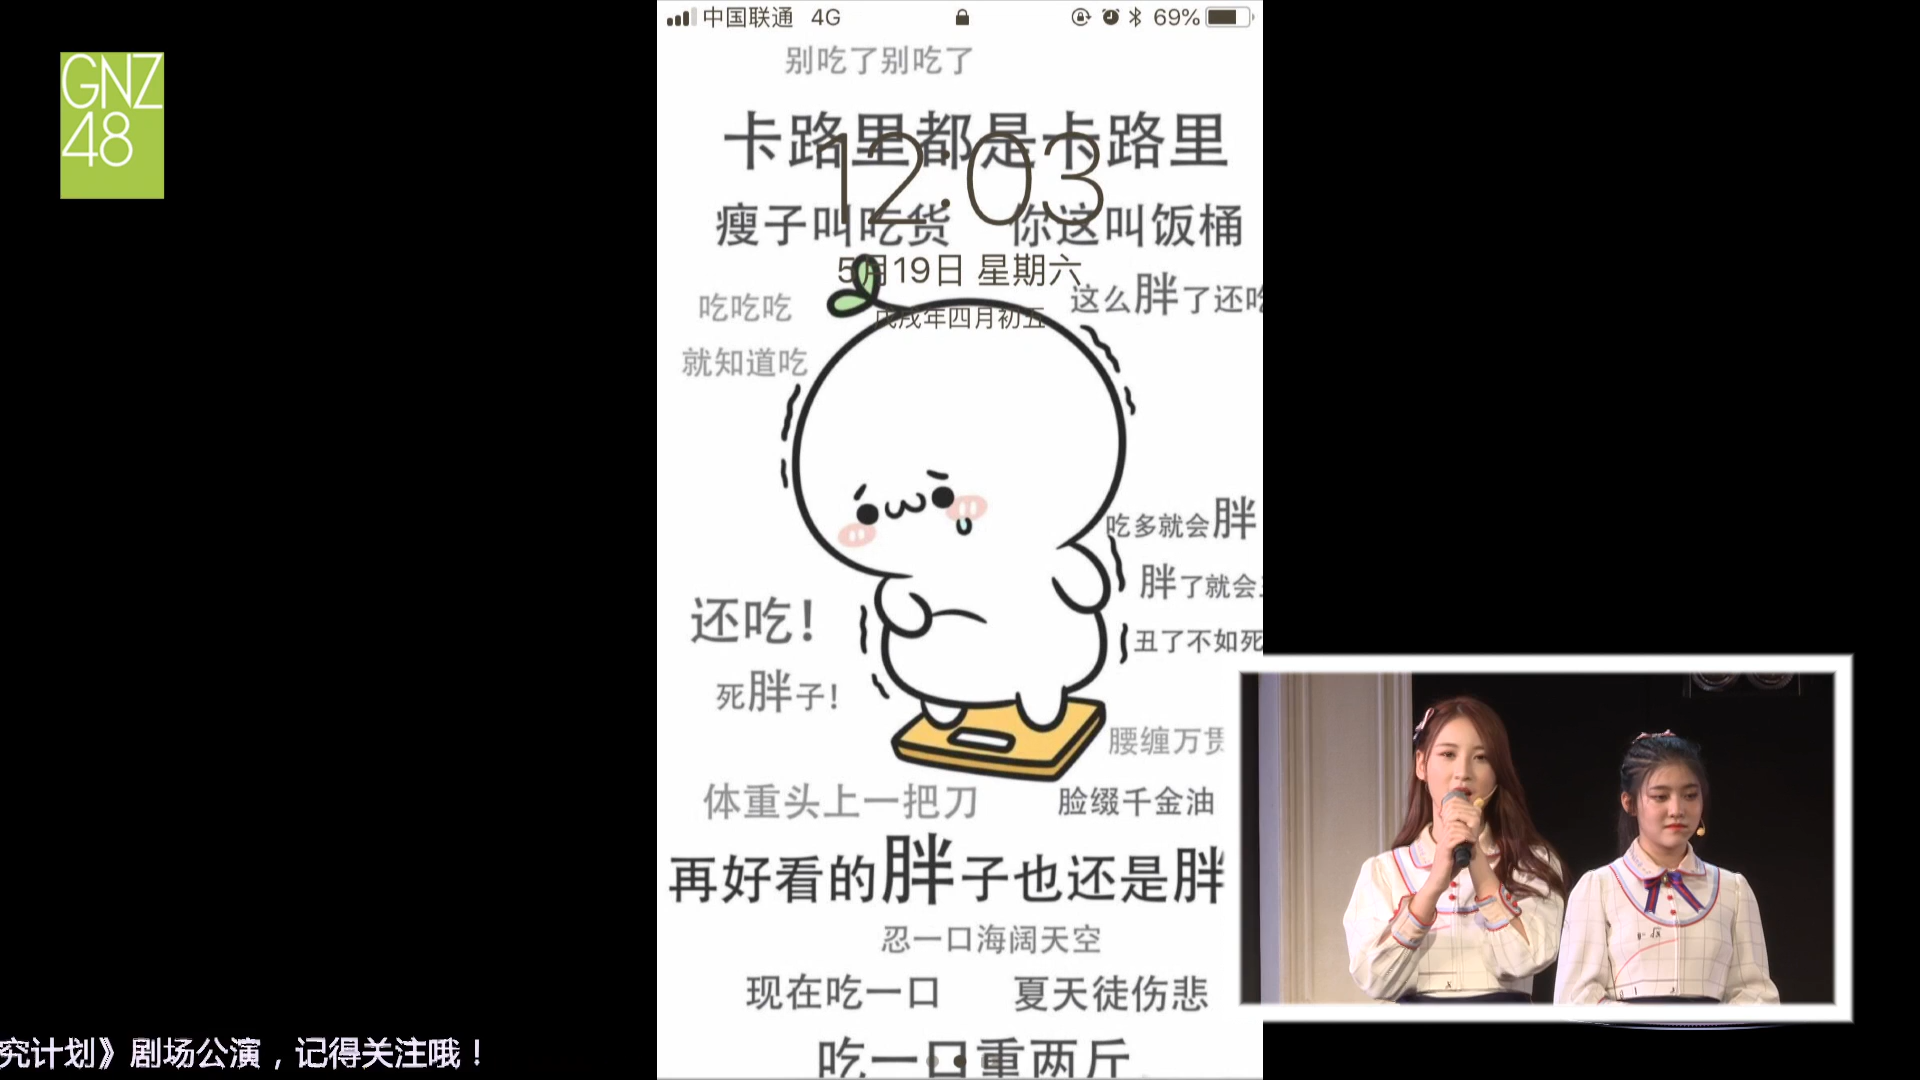 GNZ
48
中国联通 4G 69%
别吃了别吃了
卡路里都是卡路里
12:03
瘦子叫吃货 你这叫饭桶
5月19日 星期六
吃吃吃
这么胖了还吃
戊戌年四月初五
就知道吃
吃多就会胖
胖了就会
还吃!
丑了不如死
死胖子!
腰缠万贯
体重头上一把刀
脸缀千金油
再好看的胖子也还是胖
忍一口海阔天空
现在吃一口 夏天徒伤悲
吃一口重两斤
究计划》剧场公演，记得关注哦！